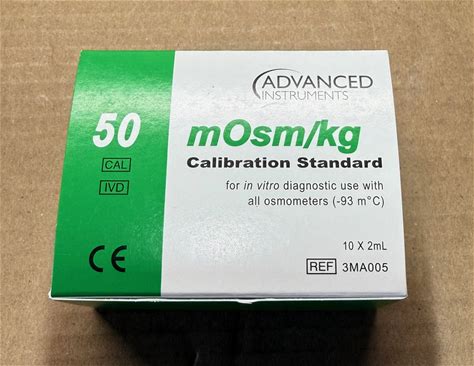 ADVANCED
INSTRUMENTS
50
mOsm/kg
CAL
Calibration Standard
IVD
for in vitro diagnostic use with
all osmometers (-93 m°C)
CE
10 X 2mL
REF 3MA005